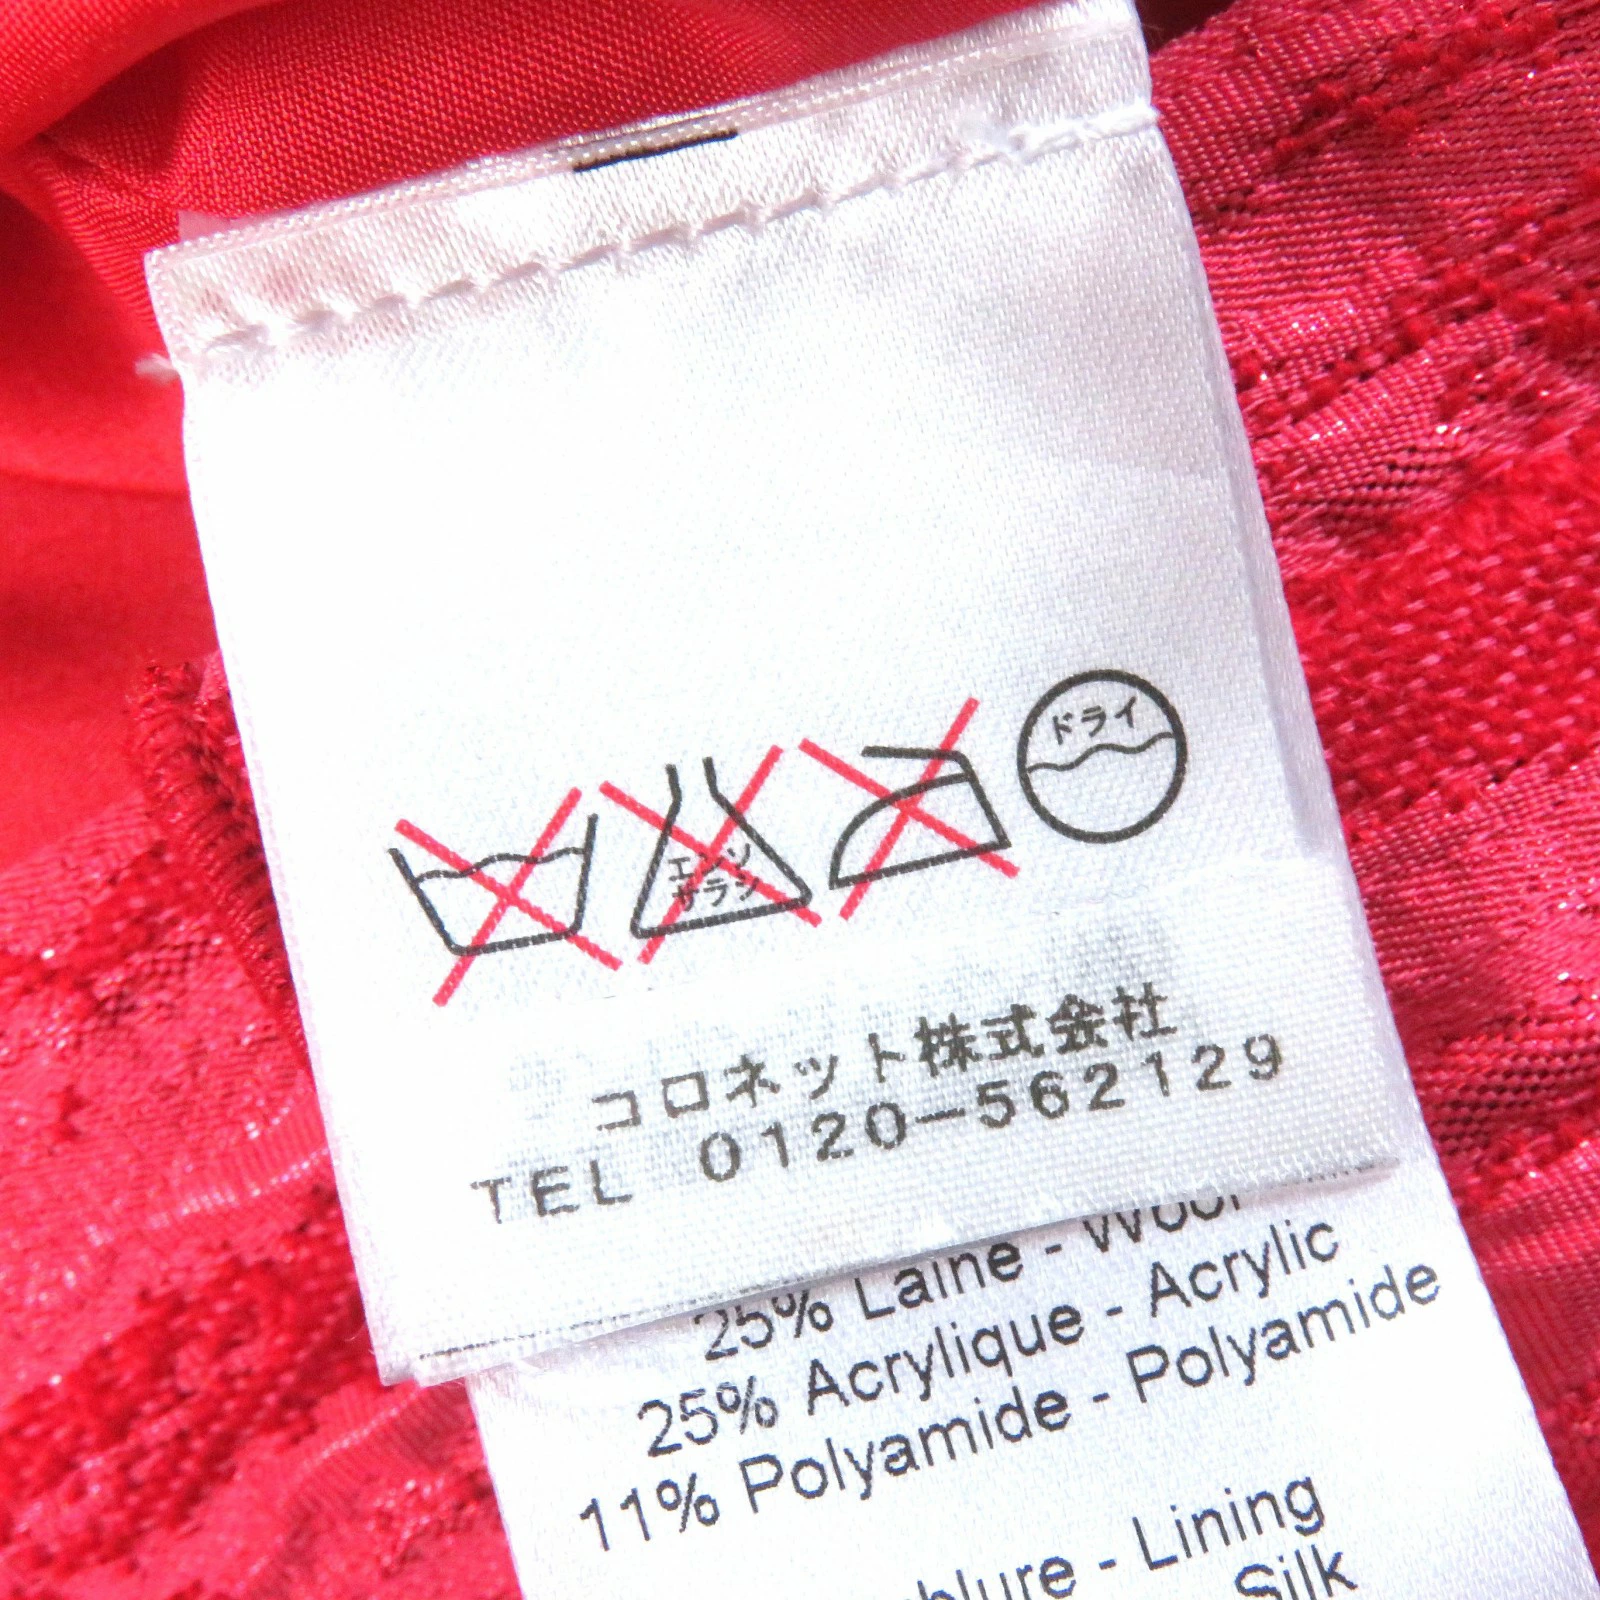 エンソ
サラシ
ドライ
コロネット株式会社
TEL 0120-562129
25% Laine - Wool
25% Acrylique - Acrylic
11% Polyamide - Polyamide
- Lining
Silk